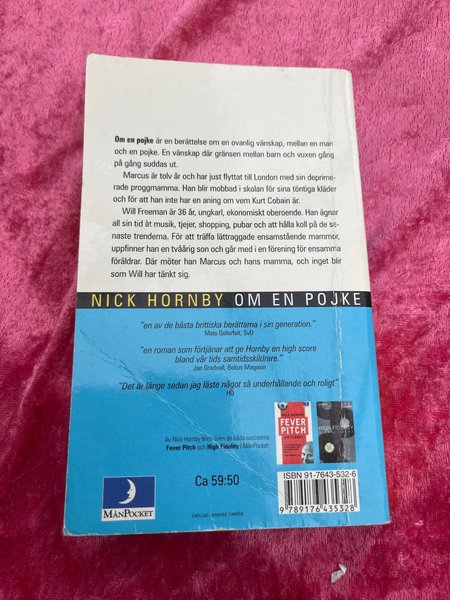 Om en pojke är en berättelse om en ovanlig vänskap, mellan en man
och en pojke. En vänskap där gränsen mellan barn och vuxen gång
på gång suddas ut.
Marcus är tolv år och har just flyttat till London med sin deprime-
rade proggmamma. Han blir mobbad i skolan för sina töntiga kläder
och för att han inte har en aning om vem Kurt Cobain är.
Will Freeman är 36 år, ungkarl, ekonomiskt oberoende. Han ägnar
all sin tid åt musik, tjejer, shopping, pubar och att hålla koll på de se-
naste trenderna. För att träffa lättraggade ensamstående mammor,
uppfinner han en tvåårig son och går med i en förening för ensamma
föräldrar. Där möter han Marcus och hans mamma, och inget blir
som Will har tänkt sig.
NICK HORNBY OM EN POJKE
"en av de bästa brittiska berättarna i sin generation."
Mats Gellerfelt, SvD
"en roman som förtjänar att ge Hornby en high score
bland vår tids samtidsskildrare."
Jan Gradvall, Bokus Magasin
"Det är länge sedan jag läste något så underhållande och roligt"
HD
NICK HORNBY
FEVER
PITCH
HIGH FIDELITY
Av Nick Hornby finns även de båda succéerna
Fever Pitch och High Fidelity i MånPocket.
ISBN 91-7643-532-6
Ca 59:50
MÅNPOCKET
9 789176 435328
OMSLAG: ANDERS TIMRÉN